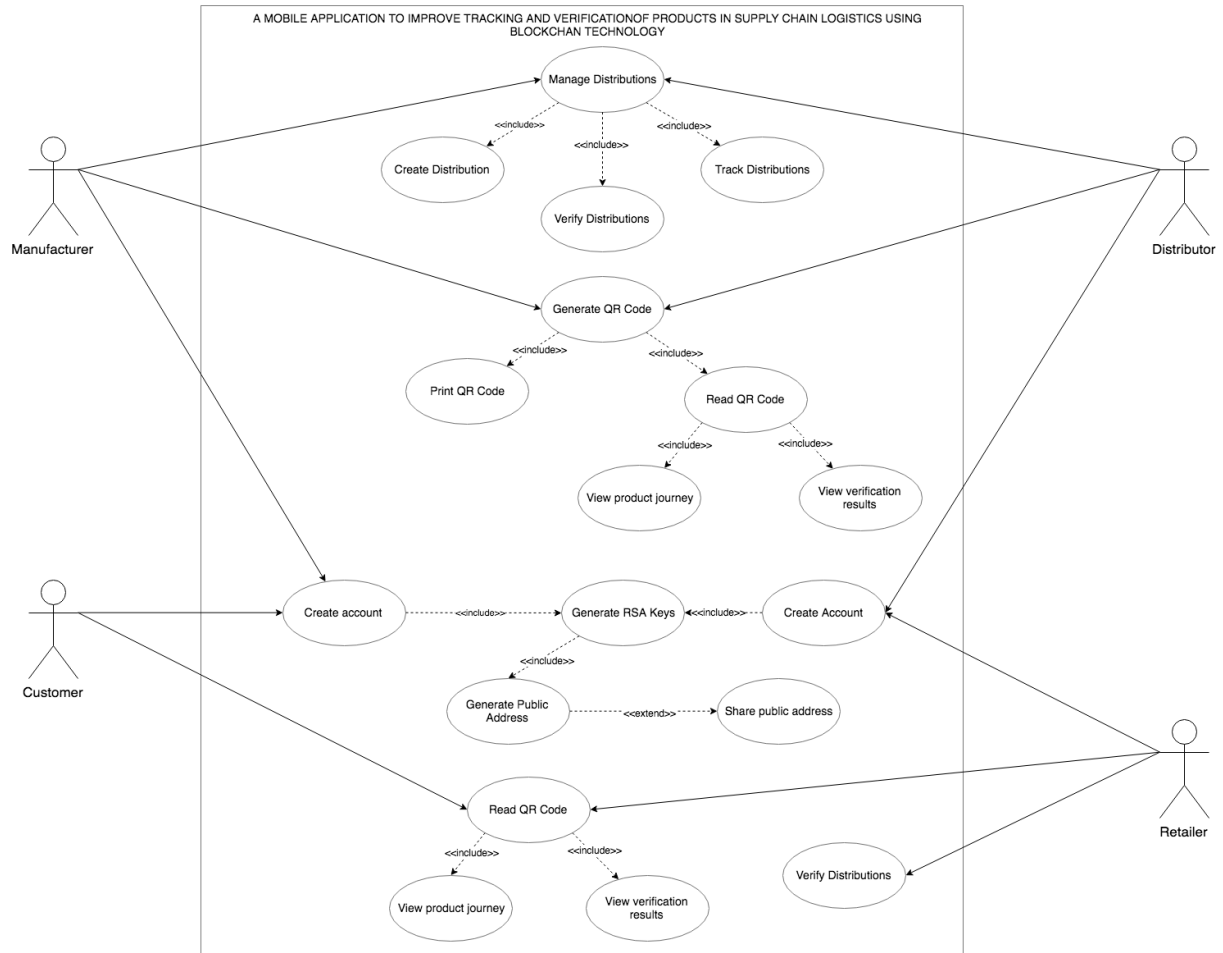 A MOBILE APPLICATION TO IMPROVE TRACKING AND VERIFICATIONOF PRODUCTS IN SUPPLY CHAIN LOGISTICS USING
BLOCKCHAN TECHNOLOGY
Manage Distributions
<<include>>
<<include>>
<<include>>
Create Distribution
Track Distributions
Verify Distributions
Manufacturer
Distributor
Generate QR Code
<<include>>
<<include>>
Print QR Code
Read QR Code
<<include>>
<<include>>
View product journey
View verification
results
Create account
<<include>>
Generate RSA Keys
<<include>>
Create Account
<<include>>
Customer
Generate Public
Address
<<extend>>
Share public address
Read QR Code
Retailer
<<include>>
<<include>>
Verify Distributions
View product journey
View verification
results